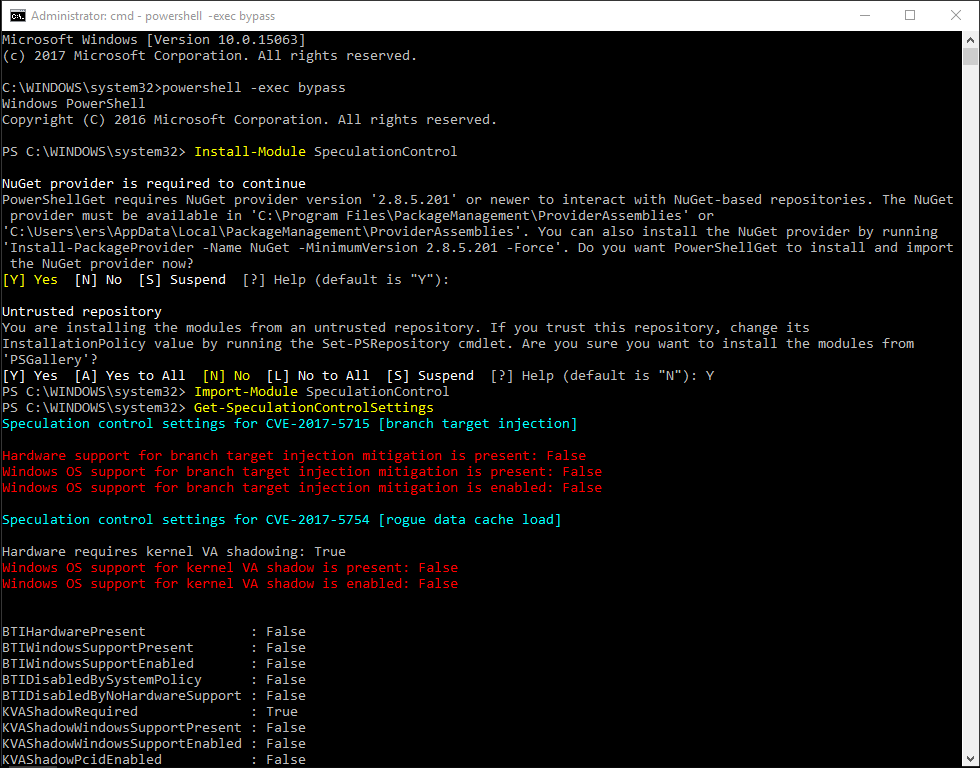 Administrator: cmd - powershell  -exec bypass
Microsoft Windows [Version 10.0.15063]
(c) 2017 Microsoft Corporation. All rights reserved.
C:\WINDOWS\system32>powershell -exec bypass
Windows PowerShell
Copyright (C) 2016 Microsoft Corporation. All rights reserved.
PS C:\WINDOWS\system32> Install-Module SpeculationControl
NuGet provider is required to continue
PowerShellGet requires NuGet provider version '2.8.5.201' or newer to interact with NuGet-based repositories. The NuGet
 provider must be available in 'C:\Program Files\PackageManagement\ProviderAssemblies' or
'C:\Users\ers\AppData\Local\PackageManagement\ProviderAssemblies'. You can also install the NuGet provider by running
'Install-PackageProvider -Name NuGet -MinimumVersion 2.8.5.201 -Force'. Do you want PowerShellGet to install and import
 the NuGet provider now?
[Y] Yes  [N] No  [S] Suspend  [?] Help (default is "Y"):
Untrusted repository
You are installing the modules from an untrusted repository. If you trust this repository, change its
InstallationPolicy value by running the Set-PSRepository cmdlet. Are you sure you want to install the modules from
'PSGallery'?
[Y] Yes  [A] Yes to All  [N] No  [L] No to All  [S] Suspend  [?] Help (default is "N"): Y
PS C:\WINDOWS\system32> Import-Module SpeculationControl
PS C:\WINDOWS\system32> Get-SpeculationControlSettings
Speculation control settings for CVE-2017-5715 [branch target injection]
Hardware support for branch target injection mitigation is present: False
Windows OS support for branch target injection mitigation is present: False
Windows OS support for branch target injection mitigation is enabled: False
Speculation control settings for CVE-2017-5754 [rogue data cache load]
Hardware requires kernel VA shadowing: True
Windows OS support for kernel VA shadow is present: False
Windows OS support for kernel VA shadow is enabled: False
BTIHardwarePresent             : False
BTIWindowsSupportPresent       : False
BTIWindowsSupportEnabled       : False
BTIDisabledBySystemPolicy      : False
BTIDisabledByNoHardwareSupport : False
KVAShadowRequired              : True
KVAShadowWindowsSupportPresent : False
KVAShadowWindowsSupportEnabled : False
KVAShadowPcidEnabled           : False